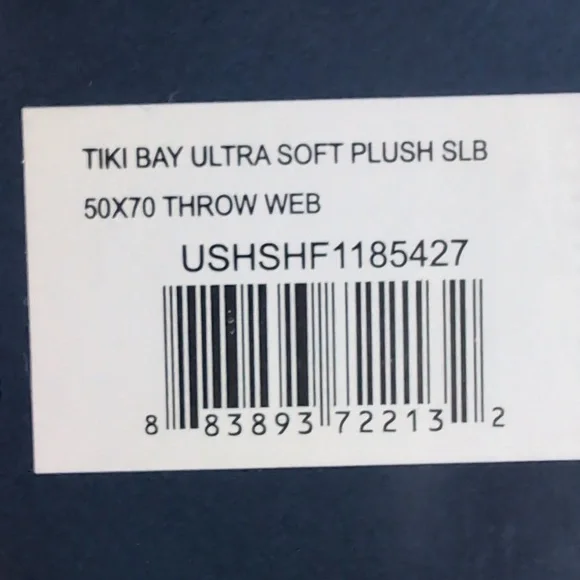 TIKI BAY ULTRA SOFT PLUSH SLB
50X70 THROW WEB
USHSHF1185427
8 83893 72213 2